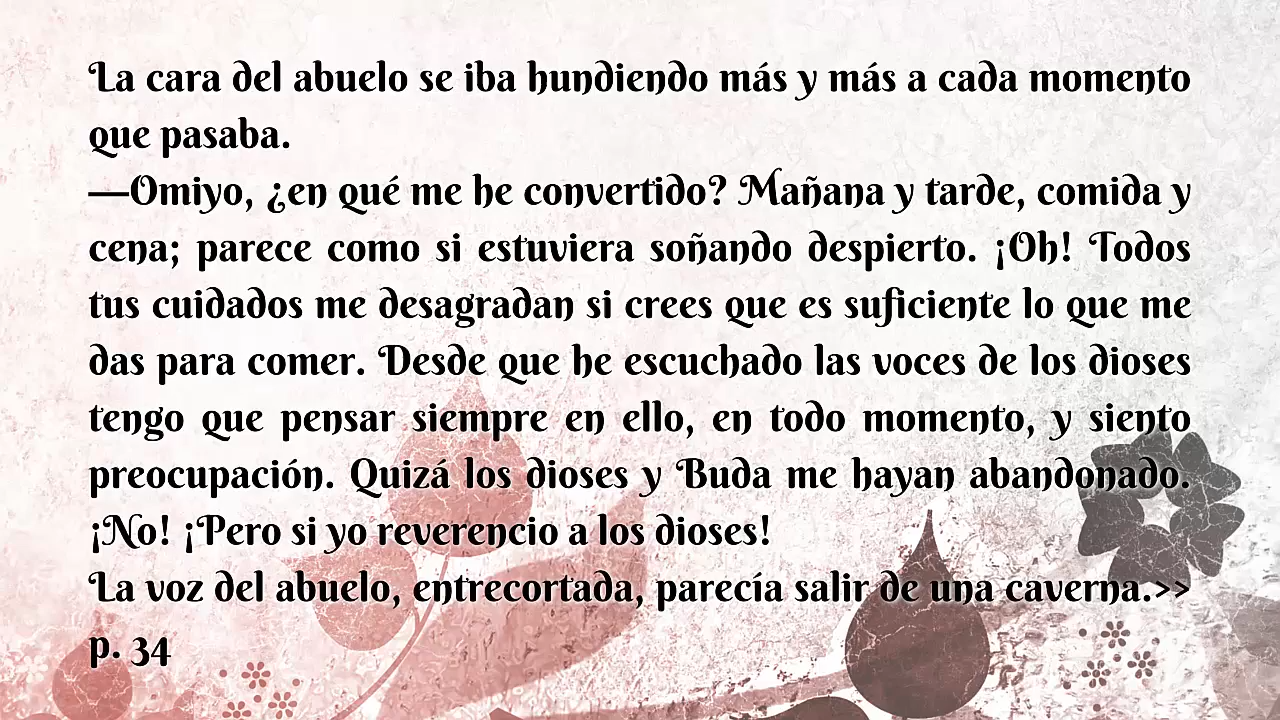 La cara del abuelo se iba hundiendo más y más a cada momento
que pasaba.
—Omiyo, ¿en qué me he convertido? Mañana y tarde, comida y
cena; parece como si estuviera soñando despierto. ¡Oh! Todos
tus cuidados me desagradan si crees que es suficiente lo que me
das para comer. Desde que he escuchado las voces de los dioses
tengo que pensar siempre en ello, en todo momento, y siento
preocupación. Quizá los dioses y Buda me hayan abandonado.
¡No! ¡Pero si yo reverencio a los dioses!
La voz del abuelo, entrecortada, parecía salir de una caverna.>>
p. 34